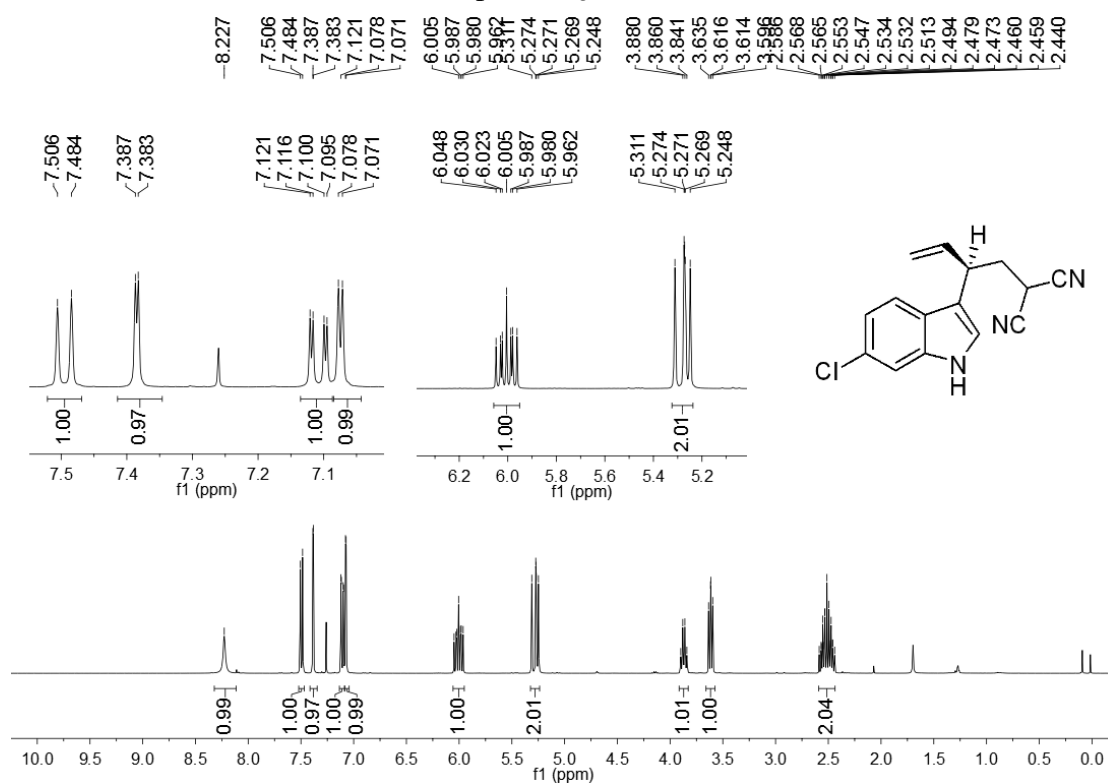 8.227 7.506 7.484 7.387 7.383 7.121 7.078 7.071 6.005 5.987 5.980 5.962 5.311 5.274 5.271 5.269 5.248 3.880 3.860 3.841 3.635 3.616 3.614 3.596 2.586 2.568 2.565 2.553 2.547 2.534 2.532 2.513 2.494 2.479 2.473 2.460 2.459 2.440
7.506 7.484 7.387 7.383 7.121 7.116 7.100 7.095 7.078 7.071
6.048 6.030 6.023 6.005 5.987 5.980 5.962 5.311 5.274 5.271 5.269 5.248
H
CN
NC
Cl
N
H
1.00 0.97 1.00 0.99
7.5 7.4 7.3 7.2 7.1
f1 (ppm)
1.00 2.01
6.2 6.0 5.8 5.6 5.4 5.2
f1 (ppm)
0.99 1.00 0.97 1.00 0.99 1.00 2.01 1.01 1.00 2.04
10.0 9.5 9.0 8.5 8.0 7.5 7.0 6.5 6.0 5.5 5.0 4.5 4.0 3.5 3.0 2.5 2.0 1.5 1.0 0.5 0.0
f1 (ppm)